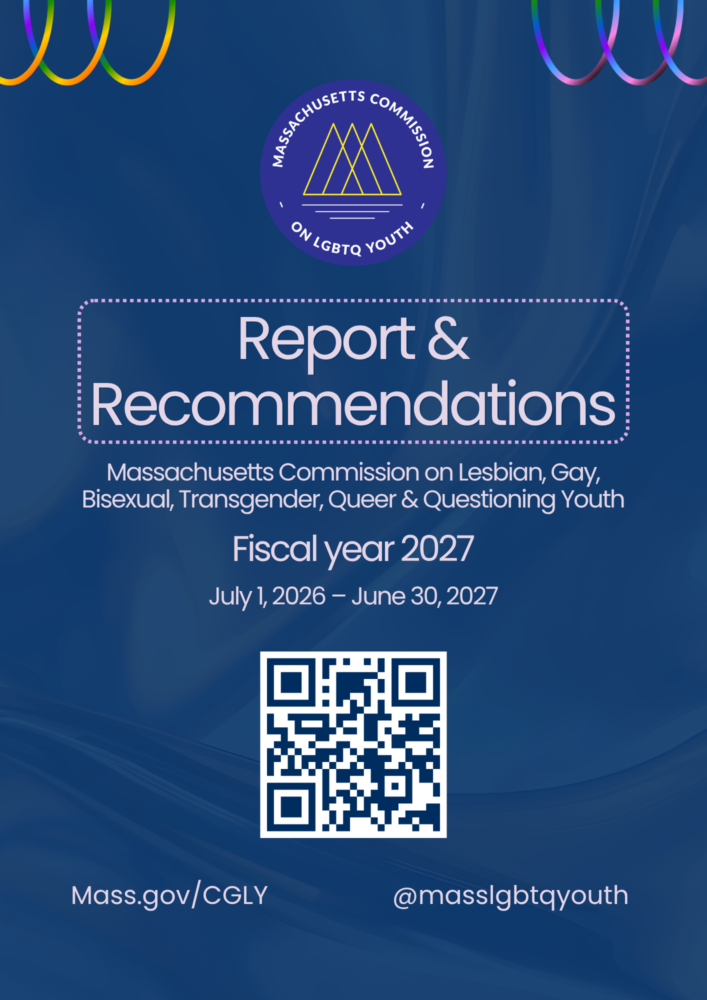 MASSACHUSETTS COMMISSION
- ON LGBTQ YOUTH -
Report &
Recommendations
Massachusetts Commission on Lesbian, Gay,
Bisexual, Transgender, Queer & Questioning Youth
Fiscal year 2027
July 1, 2026 – June 30, 2027
Mass.gov/CGLY
@masslgbtqyouth